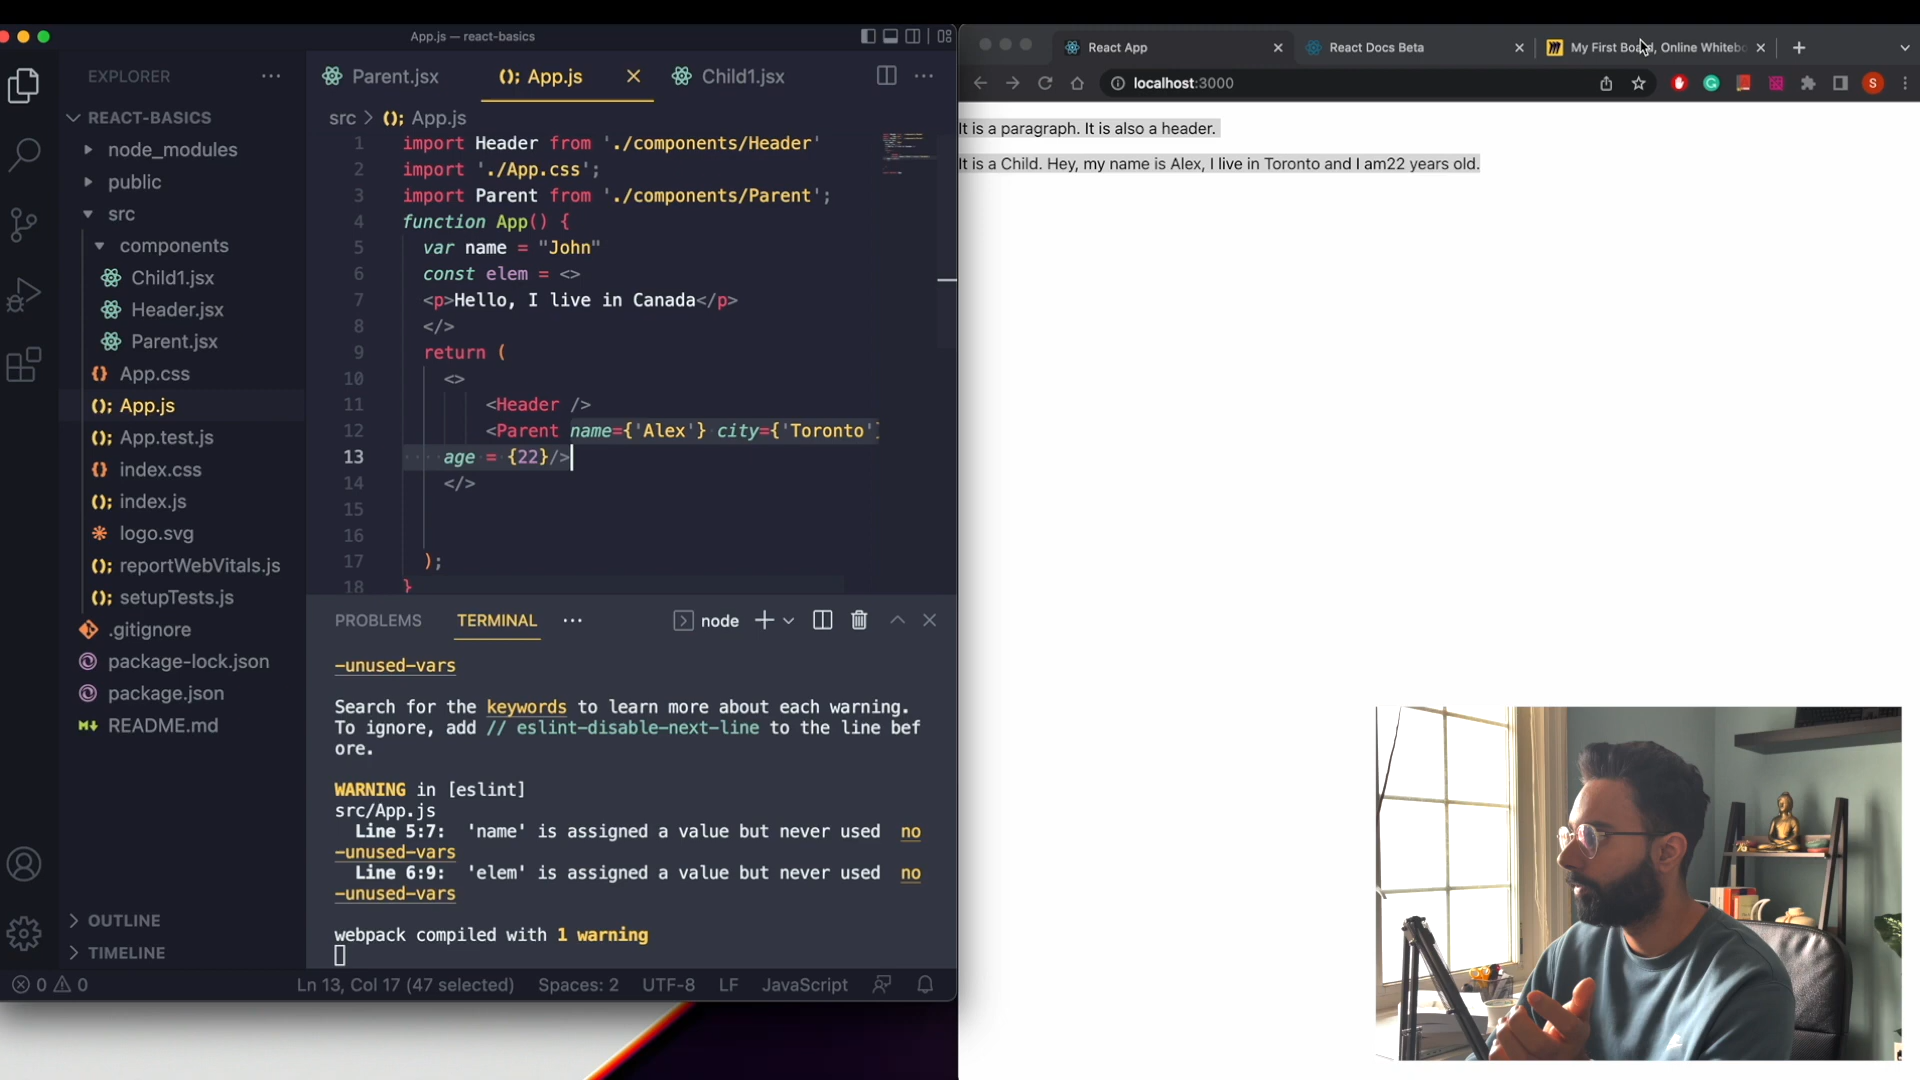 App.js — react-basics
EXPLORER
REACT-BASICS
node_modules
public
src
components
Child1.jsx
Header.jsx
Parent.jsx
App.css
App.js
App.test.js
index.css
index.js
logo.svg
reportWebVitals.js
setupTests.js
.gitignore
package-lock.json
package.json
README.md
OUTLINE
TIMELINE
Parent.jsx
App.js
Child1.jsx
src > App.js
1 import Header from './components/Header'
2 import './App.css';
3 import Parent from './components/Parent';
4 function App() {
5 var name = "John"
6 const elem = <>
7 <p>Hello, I live in Canada</p>
8 </>
9 return (
10 <>
11 <Header />
12 <Parent name={'Alex'} city={'Toronto'}
13 age = {22}/>
14 </>
15
16
17 );
18 }
PROBLEMS
TERMINAL
node
-unused-vars
Search for the keywords to learn more about each warning.
To ignore, add // eslint-disable-next-line to the line bef
ore.
WARNING in [eslint]
src/App.js
Line 5:7: 'name' is assigned a value but never used no
-unused-vars
Line 6:9: 'elem' is assigned a value but never used no
-unused-vars
webpack compiled with 1 warning
0 0
Ln 13, Col 17 (47 selected)
Spaces: 2
UTF-8
LF
JavaScript
React App
React Docs Beta
My First Board, Online Whitebo
localhost:3000
S
It is a paragraph. It is also a header.
It is a Child. Hey, my name is Alex, I live in Toronto and I am22 years old.